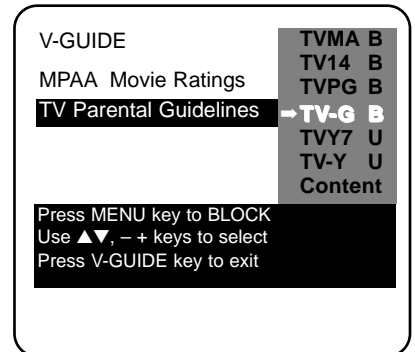 V-GUIDE
MPAA Movie Ratings
TV Parental Guidelines
TVMA B
TV14 B
TVPG B
➡TV-G B
TVY7 U
TV-Y U
Content
Press MENU key to BLOCK
Use ▲▼, – + keys to select
Press V-GUIDE key to exit